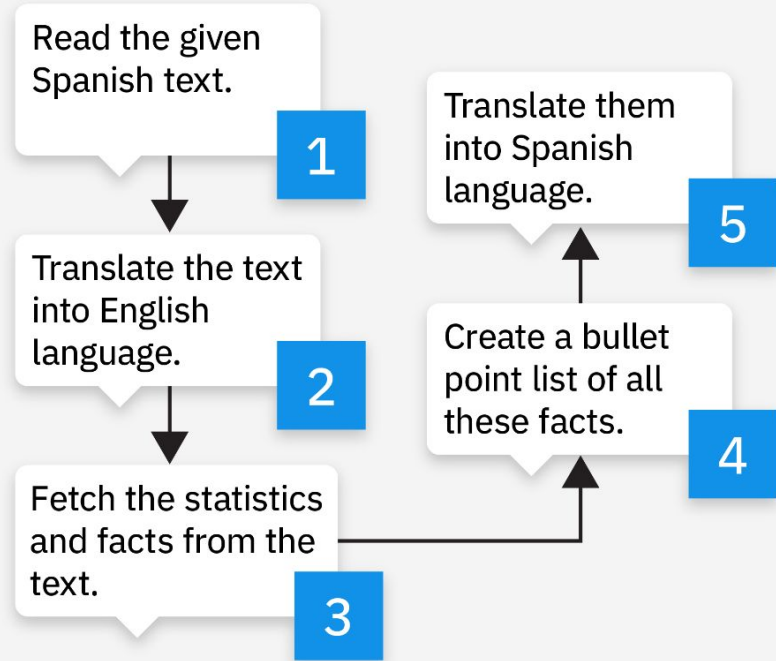 Read the given
Spanish text.
1
Translate the text
into English
language.
2
Fetch the statistics
and facts from the
text.
3
Create a bullet
point list of all
these facts.
4
Translate them
into Spanish
language.
5